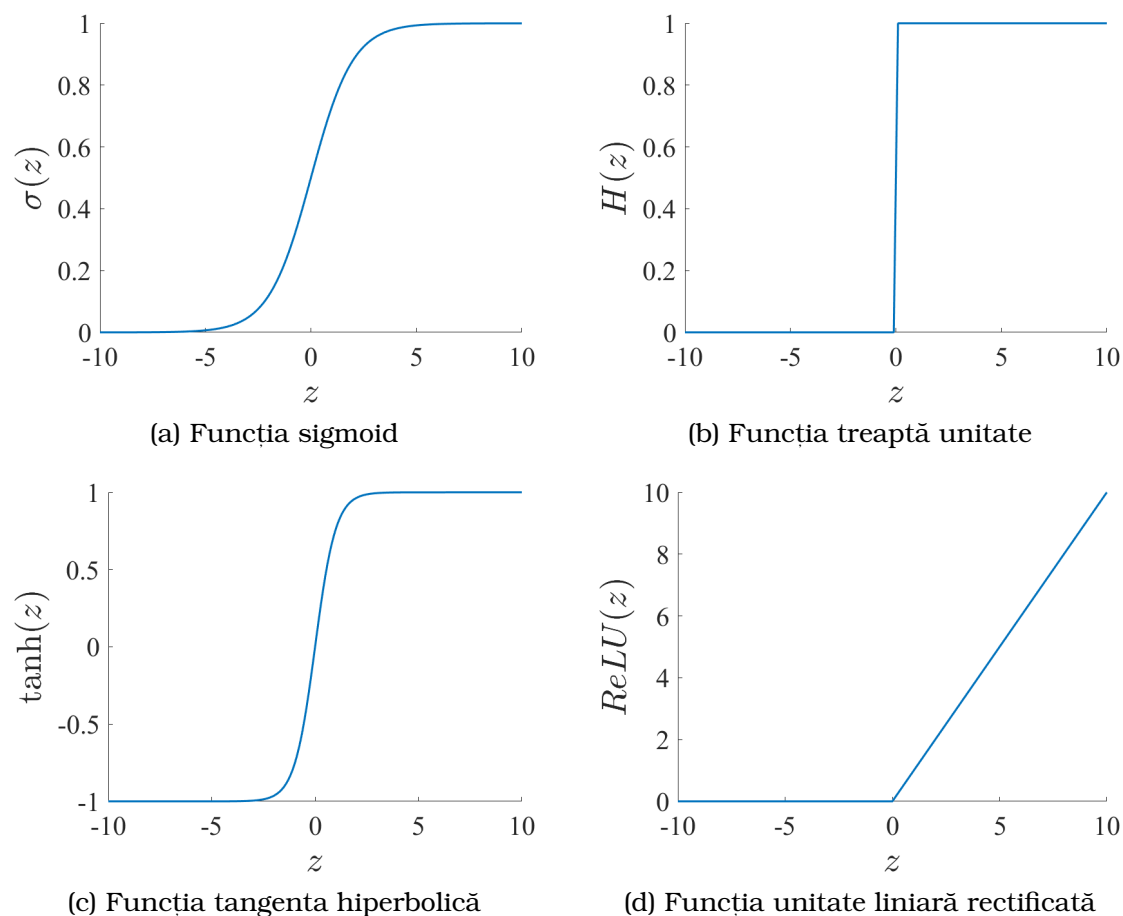 1
0.8
0.6
0.4
0.2
0
σ(z)
-10 -5 0 5 10
z
(a) Funcția sigmoid
1
0.8
0.6
0.4
0.2
0
H(z)
-10 -5 0 5 10
z
(b) Funcția treaptă unitate
1
0.5
0
-0.5
-1
tanh(z)
-10 -5 0 5 10
z
(c) Funcția tangenta hiperbolică
10
8
6
4
2
0
ReLU(z)
-10 -5 0 5 10
z
(d) Funcția unitate liniară rectificată